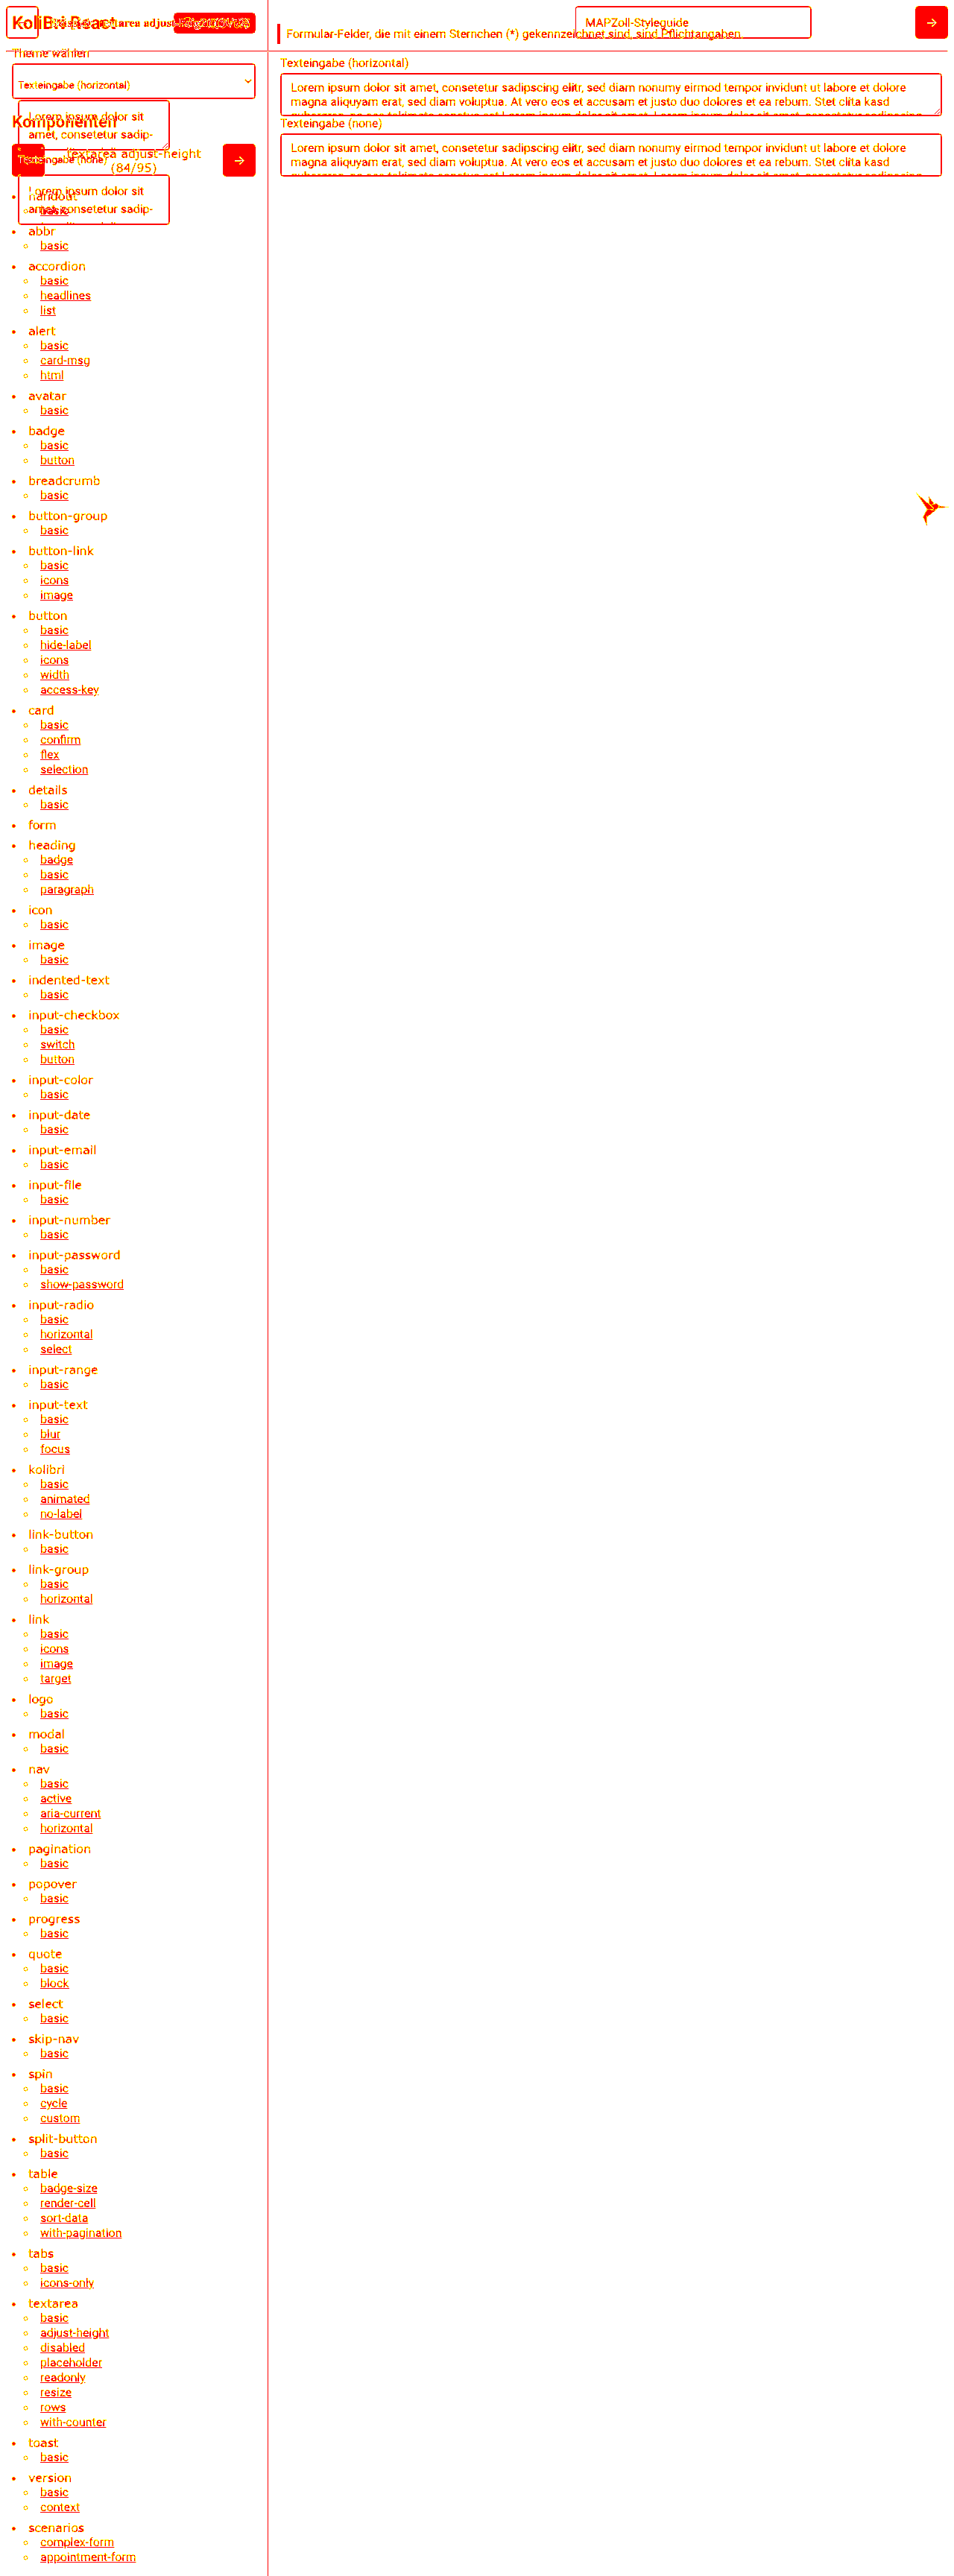 KoliBri React
MAPZoll-Styleguide
Formular-Felder, die mit einem Sternchen (*) gekennzeichnet sind, sind Pflichtangaben.
Theme wählen
Texteingabe (horizontal)
Texteingabe (horizontal)
Lorem ipsum dolor sit amet, consetetur sadipscing elitr, sed diam nonumy eirmod tempor invidunt ut labore et dolore
magna aliquyam erat, sed diam voluptua. At vero eos et accusam et justo duo dolores et ea rebum. Stet clita kasd
Texteingabe (none)
Lorem ipsum dolor sit amet, consetetur sadipscing elitr, sed diam nonumy eirmod tempor invidunt ut labore et dolore
magna aliquyam erat, sed diam voluptua. At vero eos et accusam et justo duo dolores et ea rebum. Stet clita kasd
Lorem ipsum dolor sit
Komponenten
amet, consetetur sadip-
textarea adjust-height
Texteingabe (none)
(84/95)
Lorem ipsum dolor sit
handout
amet, consetetur sadip-
basic
abbr
basic
accordion
basic
headlines
list
alert
basic
card-msg
html
avatar
basic
badge
basic
button
breadcrumb
basic
button-group
basic
button-link
basic
icons
image
button
basic
hide-label
icons
width
access-key
card
basic
confirm
flex
selection
details
basic
form
heading
badge
basic
paragraph
icon
basic
image
basic
indented-text
basic
input-checkbox
basic
switch
button
input-color
basic
input-date
basic
input-email
basic
input-file
basic
input-number
basic
input-password
basic
show-password
input-radio
basic
horizontal
select
input-range
basic
input-text
basic
blur
focus
kolibri
basic
animated
no-label
link-button
basic
link-group
basic
horizontal
link
basic
icons
image
target
logo
basic
modal
basic
nav
basic
active
aria-current
horizontal
pagination
basic
popover
basic
progress
basic
quote
basic
block
select
basic
skip-nav
basic
spin
basic
cycle
custom
split-button
basic
table
badge-size
render-cell
sort-data
with-pagination
tabs
basic
icons-only
textarea
basic
adjust-height
disabled
placeholder
readonly
resize
rows
with-counter
toast
basic
version
basic
context
scenarios
complex-form
appointment-form